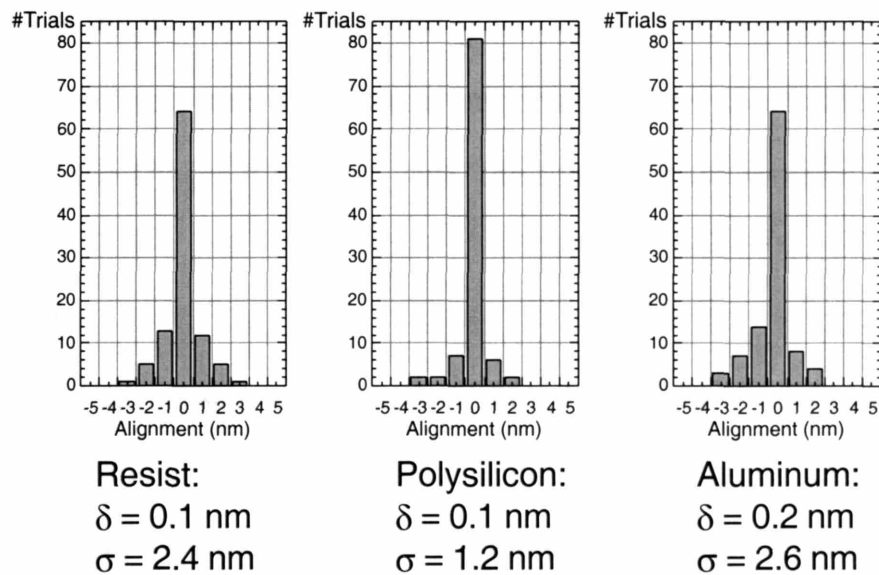 #Trials
80
70
60
50
40
30
20
10
0
-5 -4 -3 -2 -1 0 1 2 3 4 5
Alignment (nm)
Resist:
δ = 0.1 nm
σ = 2.4 nm
#Trials
80
70
60
50
40
30
20
10
0
-5 -4 -3 -2 -1 0 1 2 3 4 5
Alignment (nm)
Polysilicon:
δ = 0.1 nm
σ = 1.2 nm
#Trials
80
70
60
50
40
30
20
10
0
-5 -4 -3 -2 -1 0 1 2 3 4 5
Alignment (nm)
Aluminum:
δ = 0.2 nm
σ = 2.6 nm